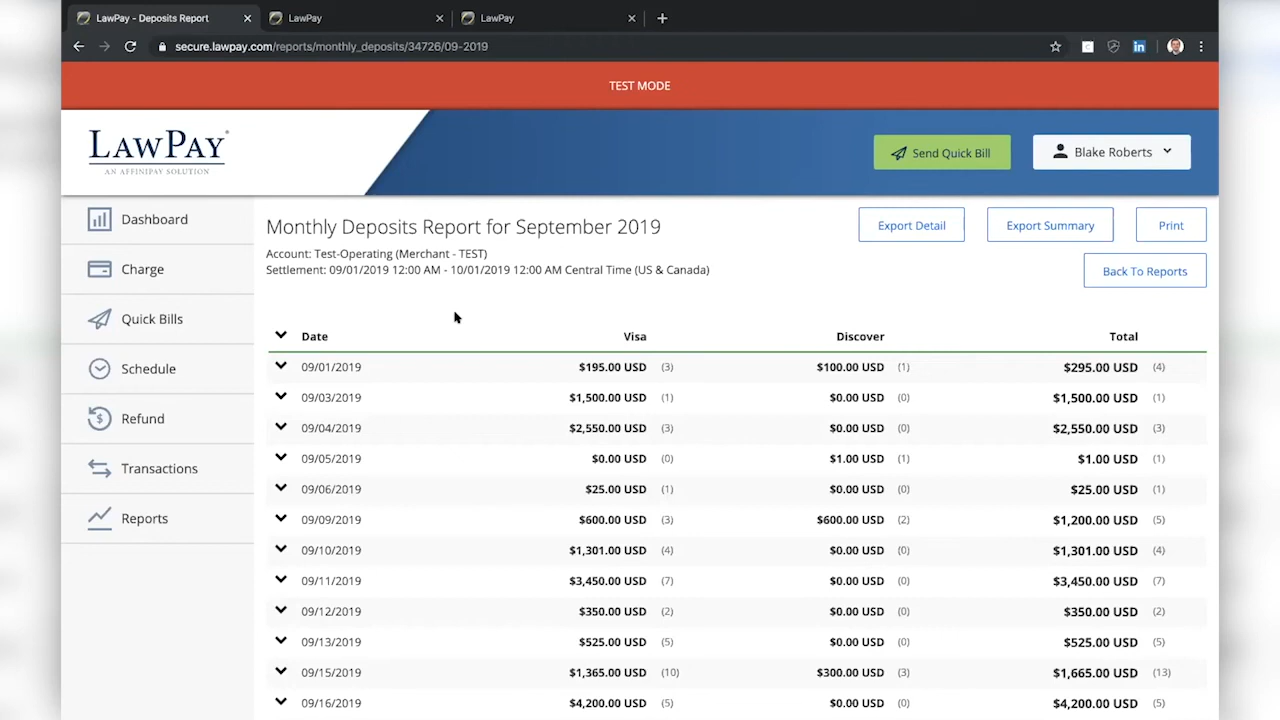 LawPay - Deposits Report
LawPay
LawPay
secure.lawpay.com/reports/monthly_deposits/34726/09-2019
TEST MODE
LAWPAY
AN AFFINIPAY SOLUTION
Send Quick Bill
Blake Roberts
Dashboard
Charge
Quick Bills
Schedule
Refund
Transactions
Reports
Monthly Deposits Report for September 2019
Export Detail
Export Summary
Print
Account: Test-Operating (Merchant - TEST)
Settlement: 09/01/2019 12:00 AM - 10/01/2019 12:00 AM Central Time (US & Canada)
Back To Reports
Date Visa Discover Total
09/01/2019 $195.00 USD (3) $100.00 USD (1) $295.00 USD (4)
09/03/2019 $1,500.00 USD (1) $0.00 USD (0) $1,500.00 USD (1)
09/04/2019 $2,550.00 USD (3) $0.00 USD (0) $2,550.00 USD (3)
09/05/2019 $0.00 USD (0) $1.00 USD (1) $1.00 USD (1)
09/06/2019 $25.00 USD (1) $0.00 USD (0) $25.00 USD (1)
09/09/2019 $600.00 USD (3) $600.00 USD (2) $1,200.00 USD (5)
09/10/2019 $1,301.00 USD (4) $0.00 USD (0) $1,301.00 USD (4)
09/11/2019 $3,450.00 USD (7) $0.00 USD (0) $3,450.00 USD (7)
09/12/2019 $350.00 USD (2) $0.00 USD (0) $350.00 USD (2)
09/13/2019 $525.00 USD (5) $0.00 USD (0) $525.00 USD (5)
09/15/2019 $1,365.00 USD (10) $300.00 USD (3) $1,665.00 USD (13)
09/16/2019 $4,200.00 USD (5) $0.00 USD (0) $4,200.00 USD (5)